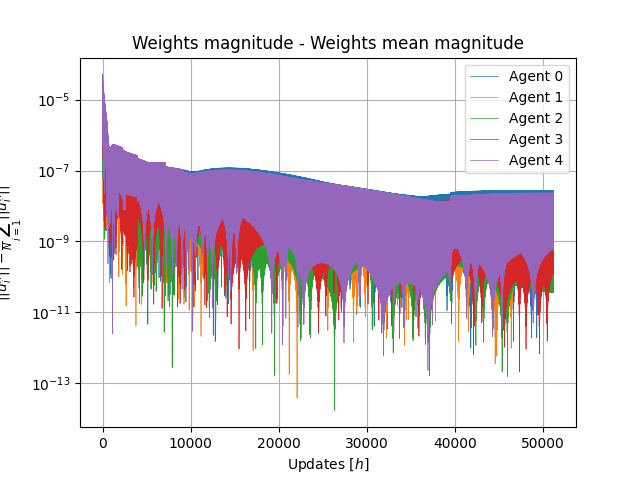 Weights magnitude - Weights mean magnitude
Agent 0
Agent 1
Agent 2
Agent 3
Agent 4
10⁻⁵
10⁻⁷
10⁻⁹
10⁻¹¹
10⁻¹³
0
10000
20000
30000
40000
50000
Updates [h]